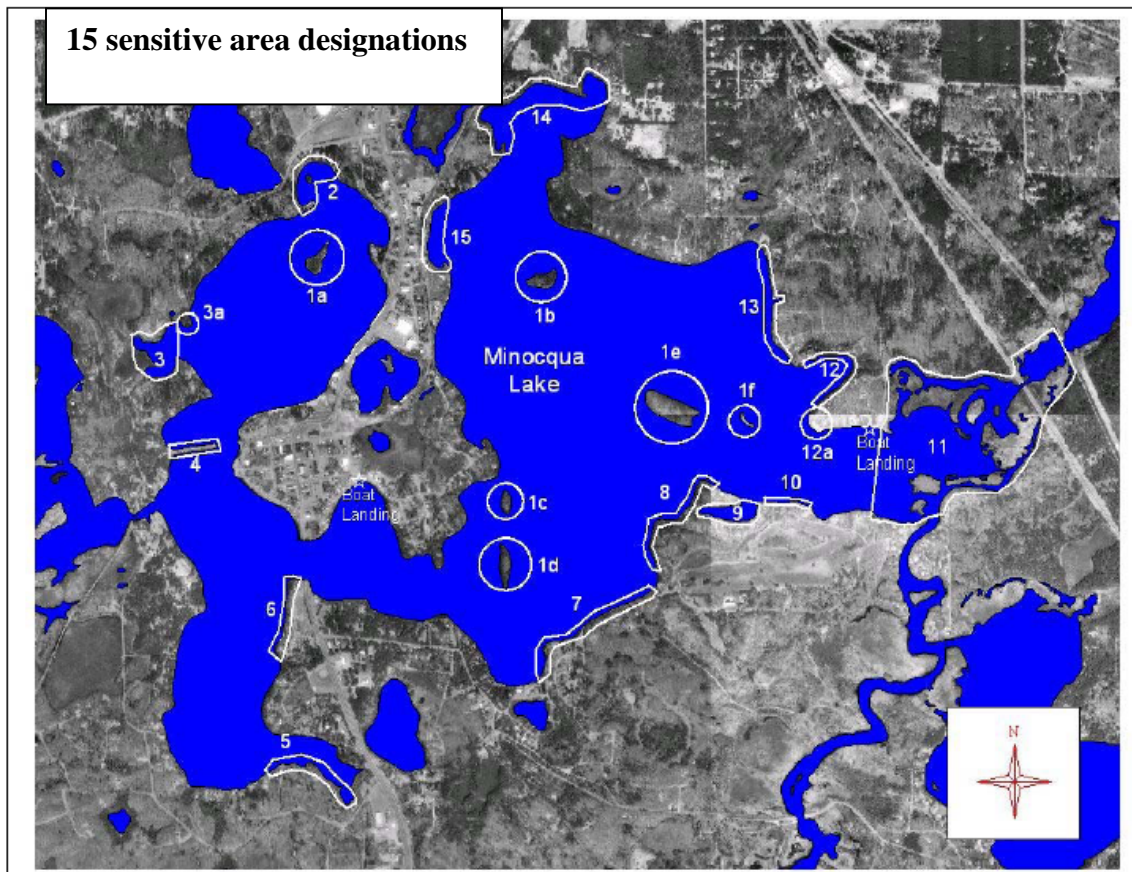 15 sensitive area designations
14
2
15
1a
1b
3a
13
3
Minocqua
Lake
1e
12
1f
4
12a
Boat
Landing
11
Boat
Landing
8
10
1c
9
1d
7
6
5
N